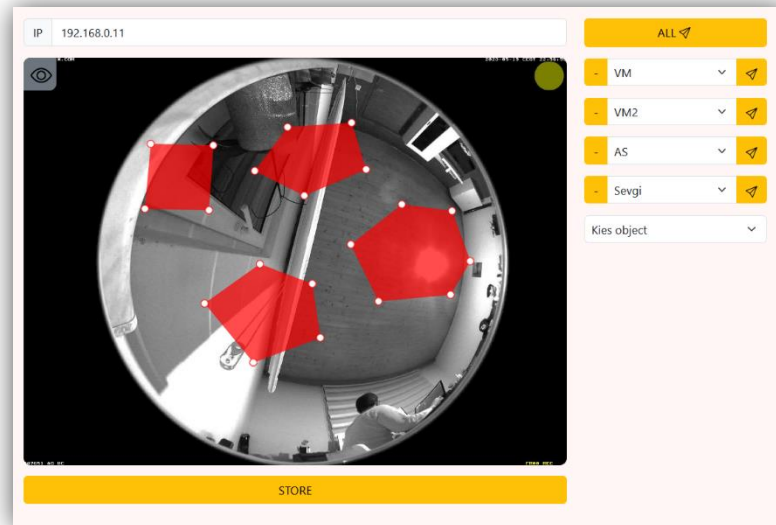 IP 192.168.0.11
ALL
- VM
- VM2
- AS
- Sevgi
Kies object
STORE